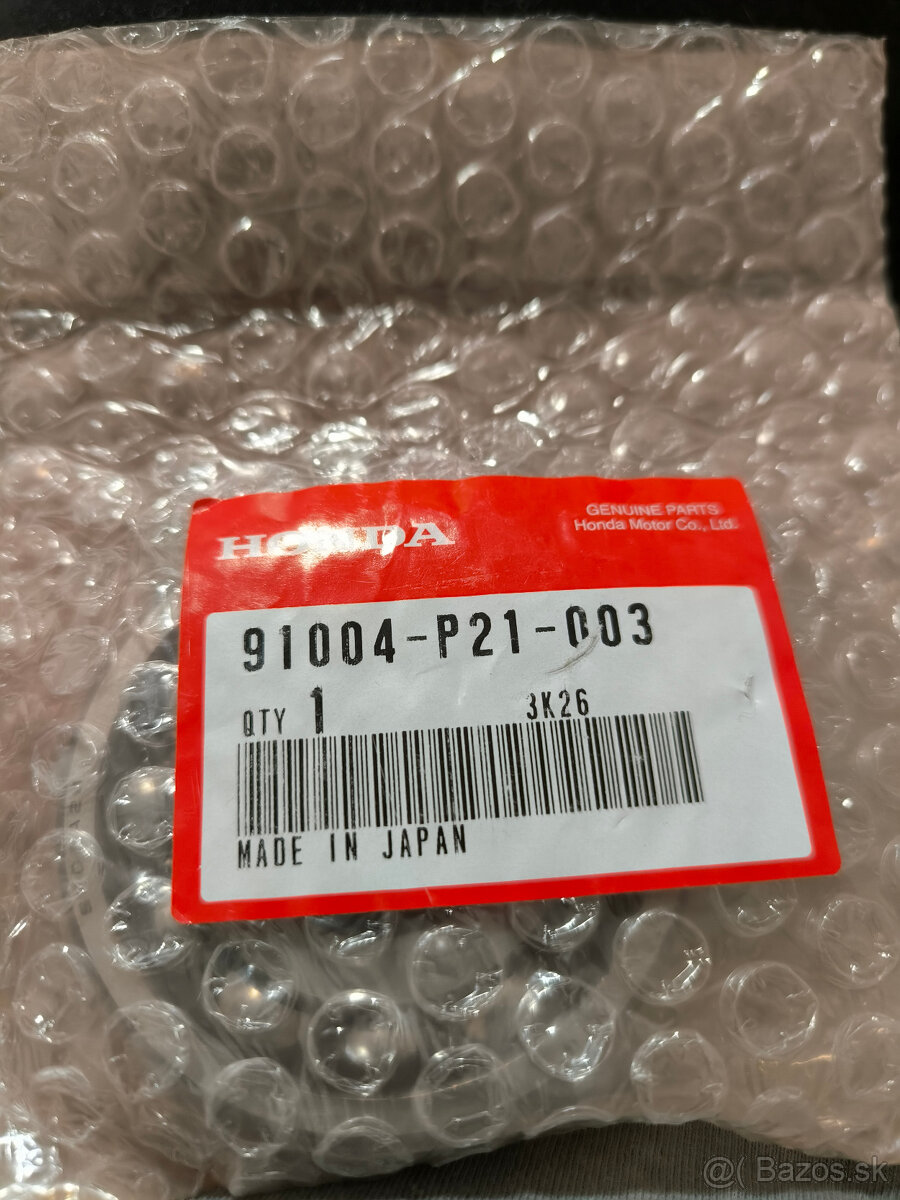 HONDA
GENUINE PARTS
Honda Motor Co., Ltd.
91004-P21-003
QTY 1
3K26
MADE IN JAPAN
@( Bazos.sk